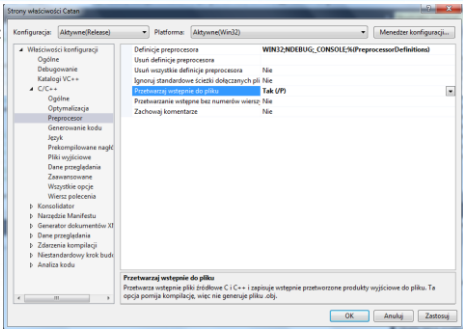 Strony właściwości Catan
Konfiguracja: Aktywne(Release) Platforma: Aktywne(Win32) Menedżer konfiguracji...
Właściwości konfiguracji
Ogólne
Debugowanie
Katalogi VC++
C/C++
Ogólne
Optymalizacja
Preprocesor
Generowanie kodu
Język
Prekompilowane nagłó
Pliki wyjściowe
Dane przeglądania
Zaawansowane
Wszystkie opcje
Wiersz polecenia
Konsolidator
Narzędzie Manifestu
Generator dokumentów XM
Dane przeglądania
Zdarzenia kompilacji
Niestandardowy krok budo
Analiza kodu
Definicje preprocesora WIN32;NDEBUG;_CONSOLE;%(PreprocessorDefinitions)
Usuń definicje preprocesora
Usuń wszystkie definicje preprocesora Nie
Ignoruj standardowe ścieżki dołączanych pli Nie
Przetwarzaj wstępnie do pliku Tak (/P)
Przetwarzanie wstępne bez numerów wiersz Nie
Zachowaj komentarze Nie
Przetwarzaj wstępnie do pliku
Przetwarza wstępnie pliki źródłowe C i C++ i zapisuje wstępnie przetworzone produkty wyjściowe do pliku. Ta
opcja pomija kompilację, więc nie generuje pliku .obj.
OK Anuluj Zastosuj